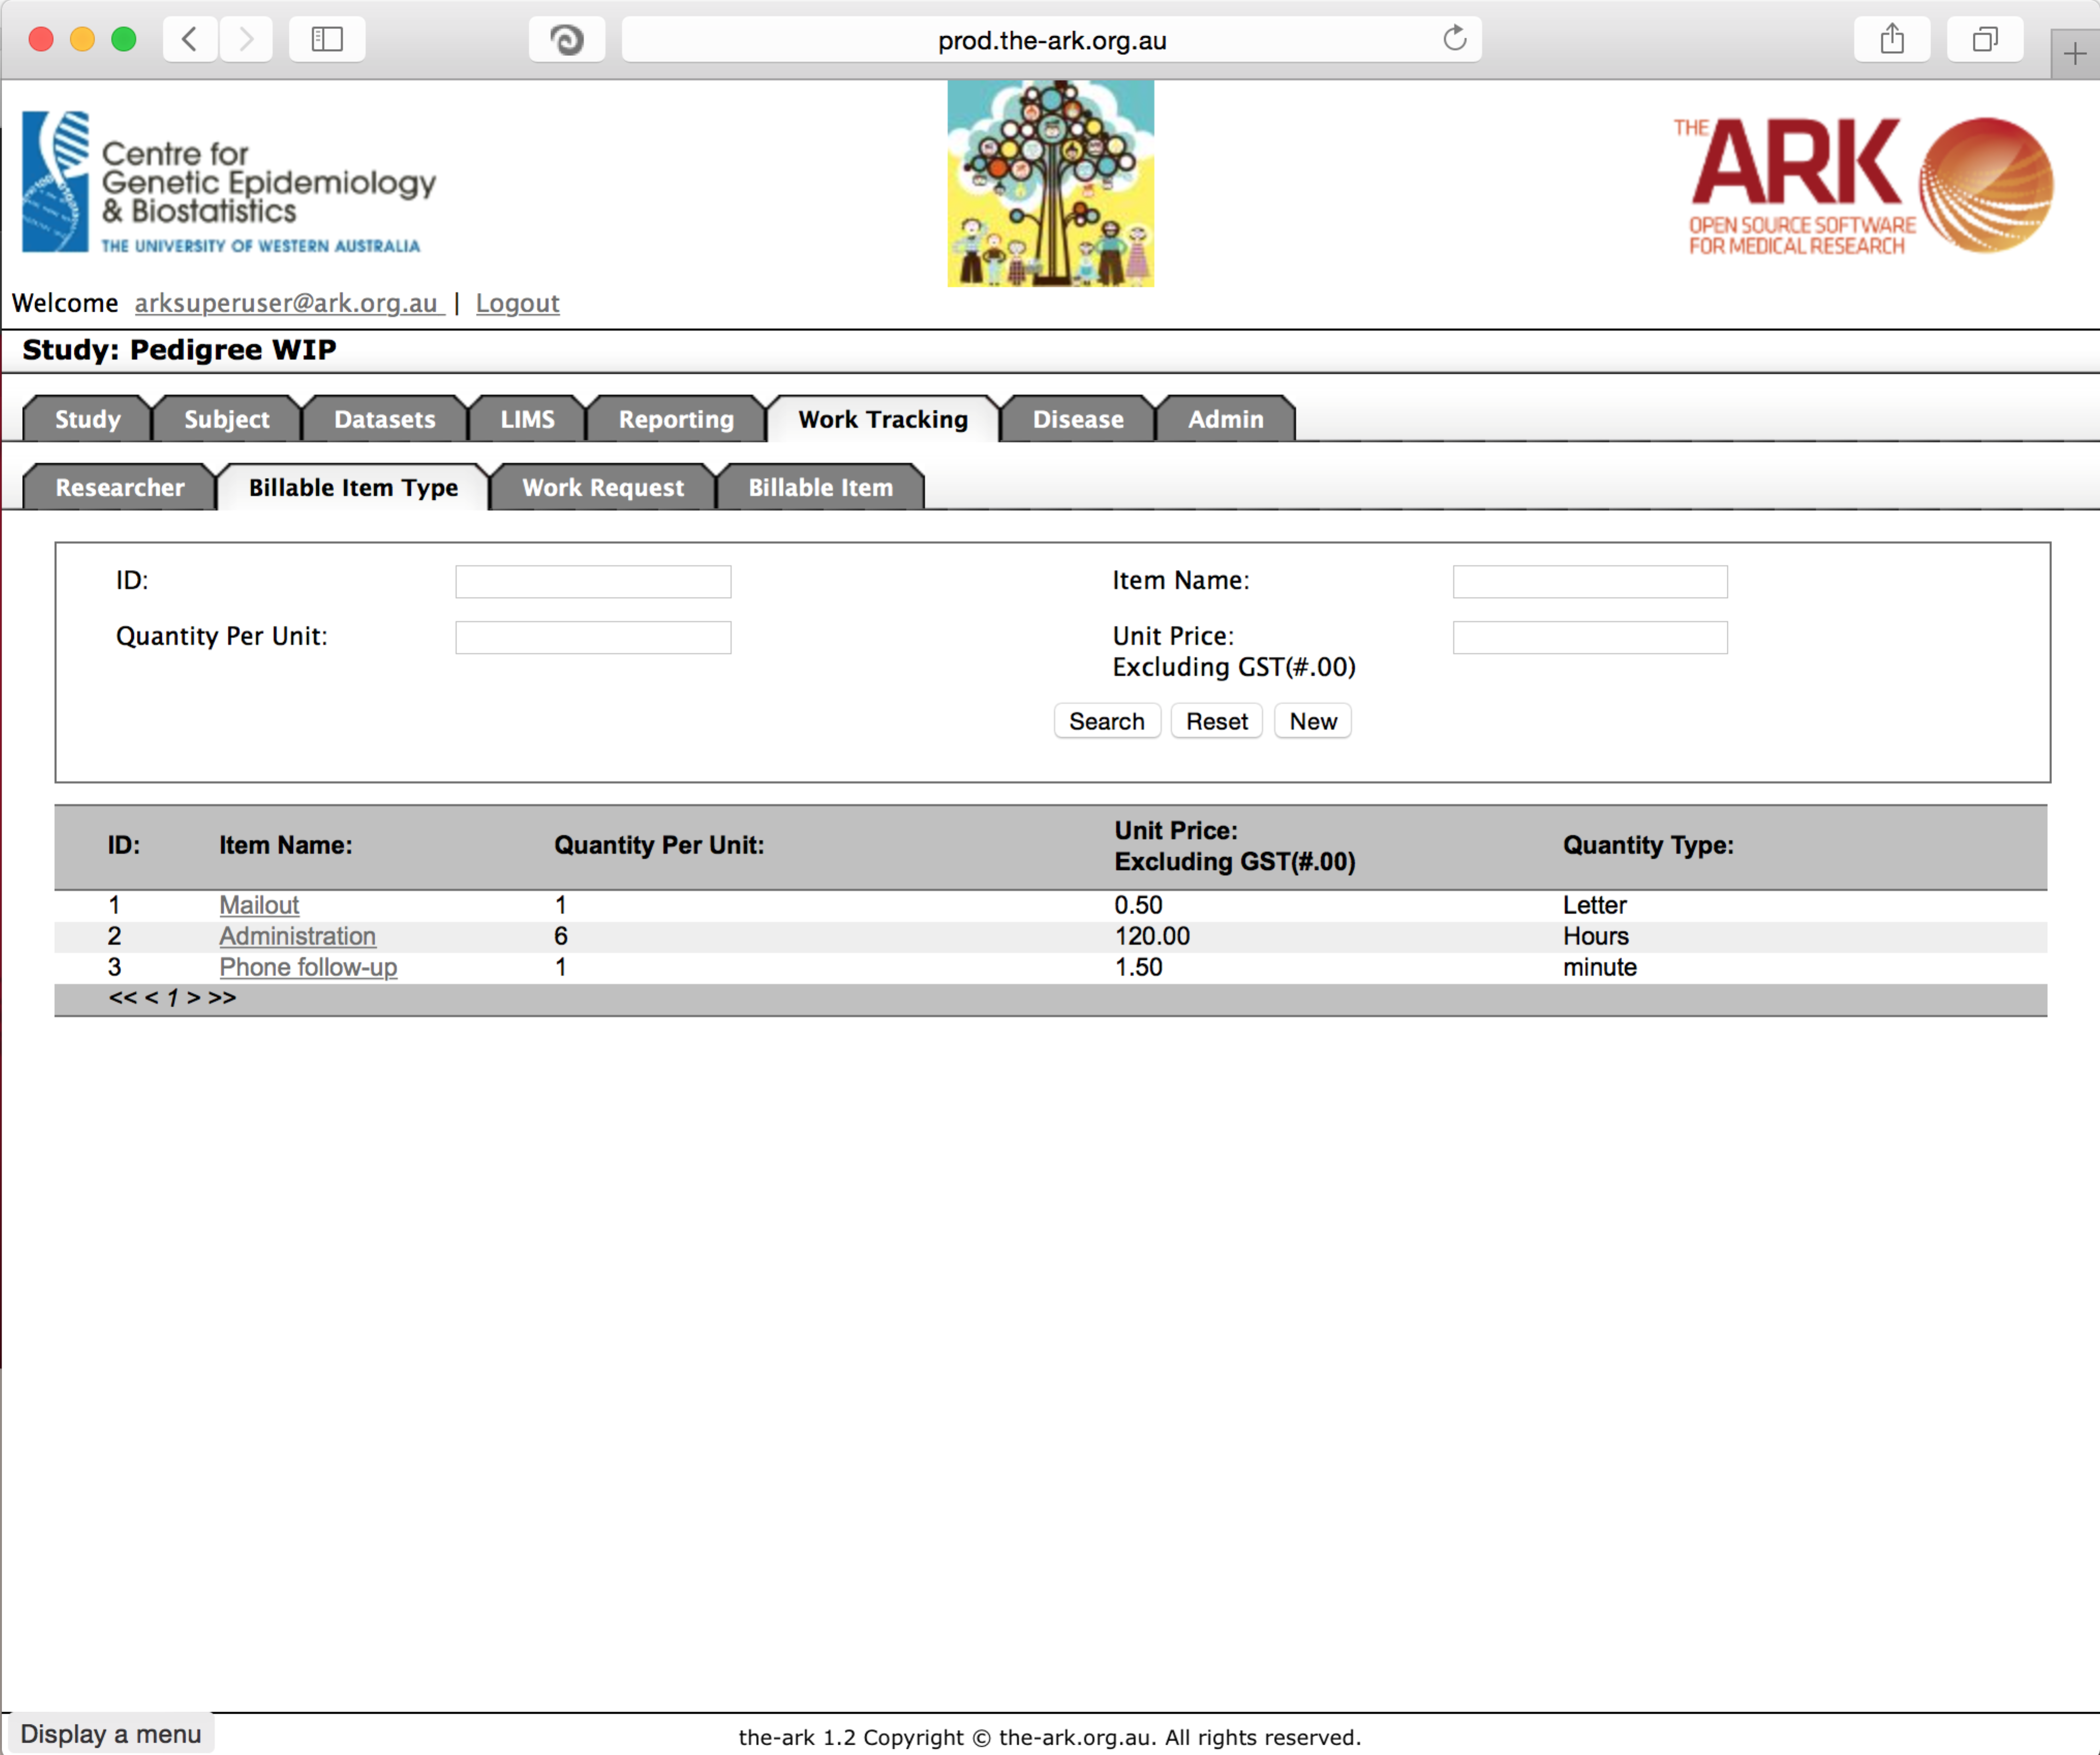 prod.the-ark.org.au
Centre for
Genetic Epidemiology
& Biostatistics
THE UNIVERSITY OF WESTERN AUSTRALIA
THE ARK
OPEN SOURCE SOFTWARE
FOR MEDICAL RESEARCH
Welcome arksuperuser@ark.org.au | Logout
Study: Pedigree WIP
Study Subject Datasets LIMS Reporting Work Tracking Disease Admin
Researcher Billable Item Type Work Request Billable Item
ID: Item Name:
Quantity Per Unit: Unit Price:
Excluding GST(#.00)
Search Reset New
ID: Item Name: Quantity Per Unit: Unit Price: Excluding GST(#.00) Quantity Type:
1 Mailout 1 0.50 Letter
2 Administration 6 120.00 Hours
3 Phone follow-up 1 1.50 minute
<< < 1 > >>
Display a menu
the-ark 1.2 Copyright © the-ark.org.au. All rights reserved.